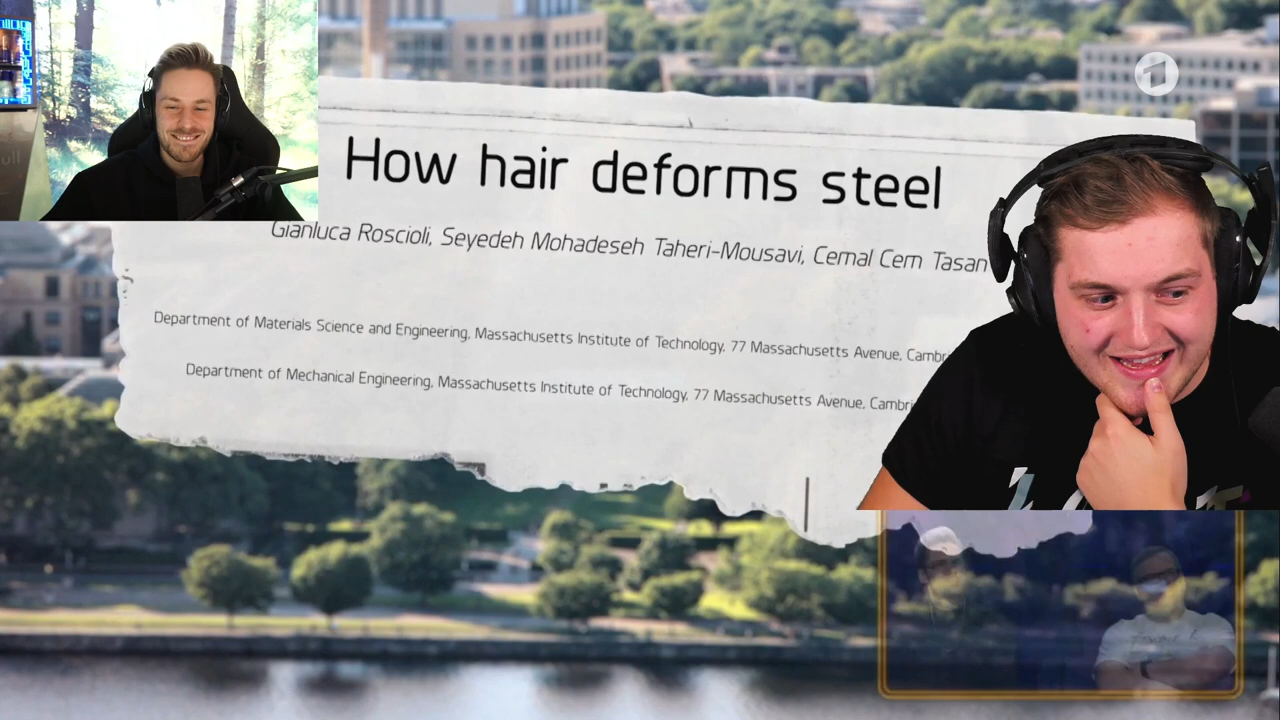 How hair deforms steel
Gianluca Roscioli, Seyedeh Mohadeseh Taheri-Mousavi, Cemal Cem Tasan
Department of Materials Science and Engineering, Massachusetts Institute of Technology, 77 Massachusetts Avenue,
Department of Mechanical Engineering, Massachusetts Institute of Technology, 77 Massachusetts Avenue,
1